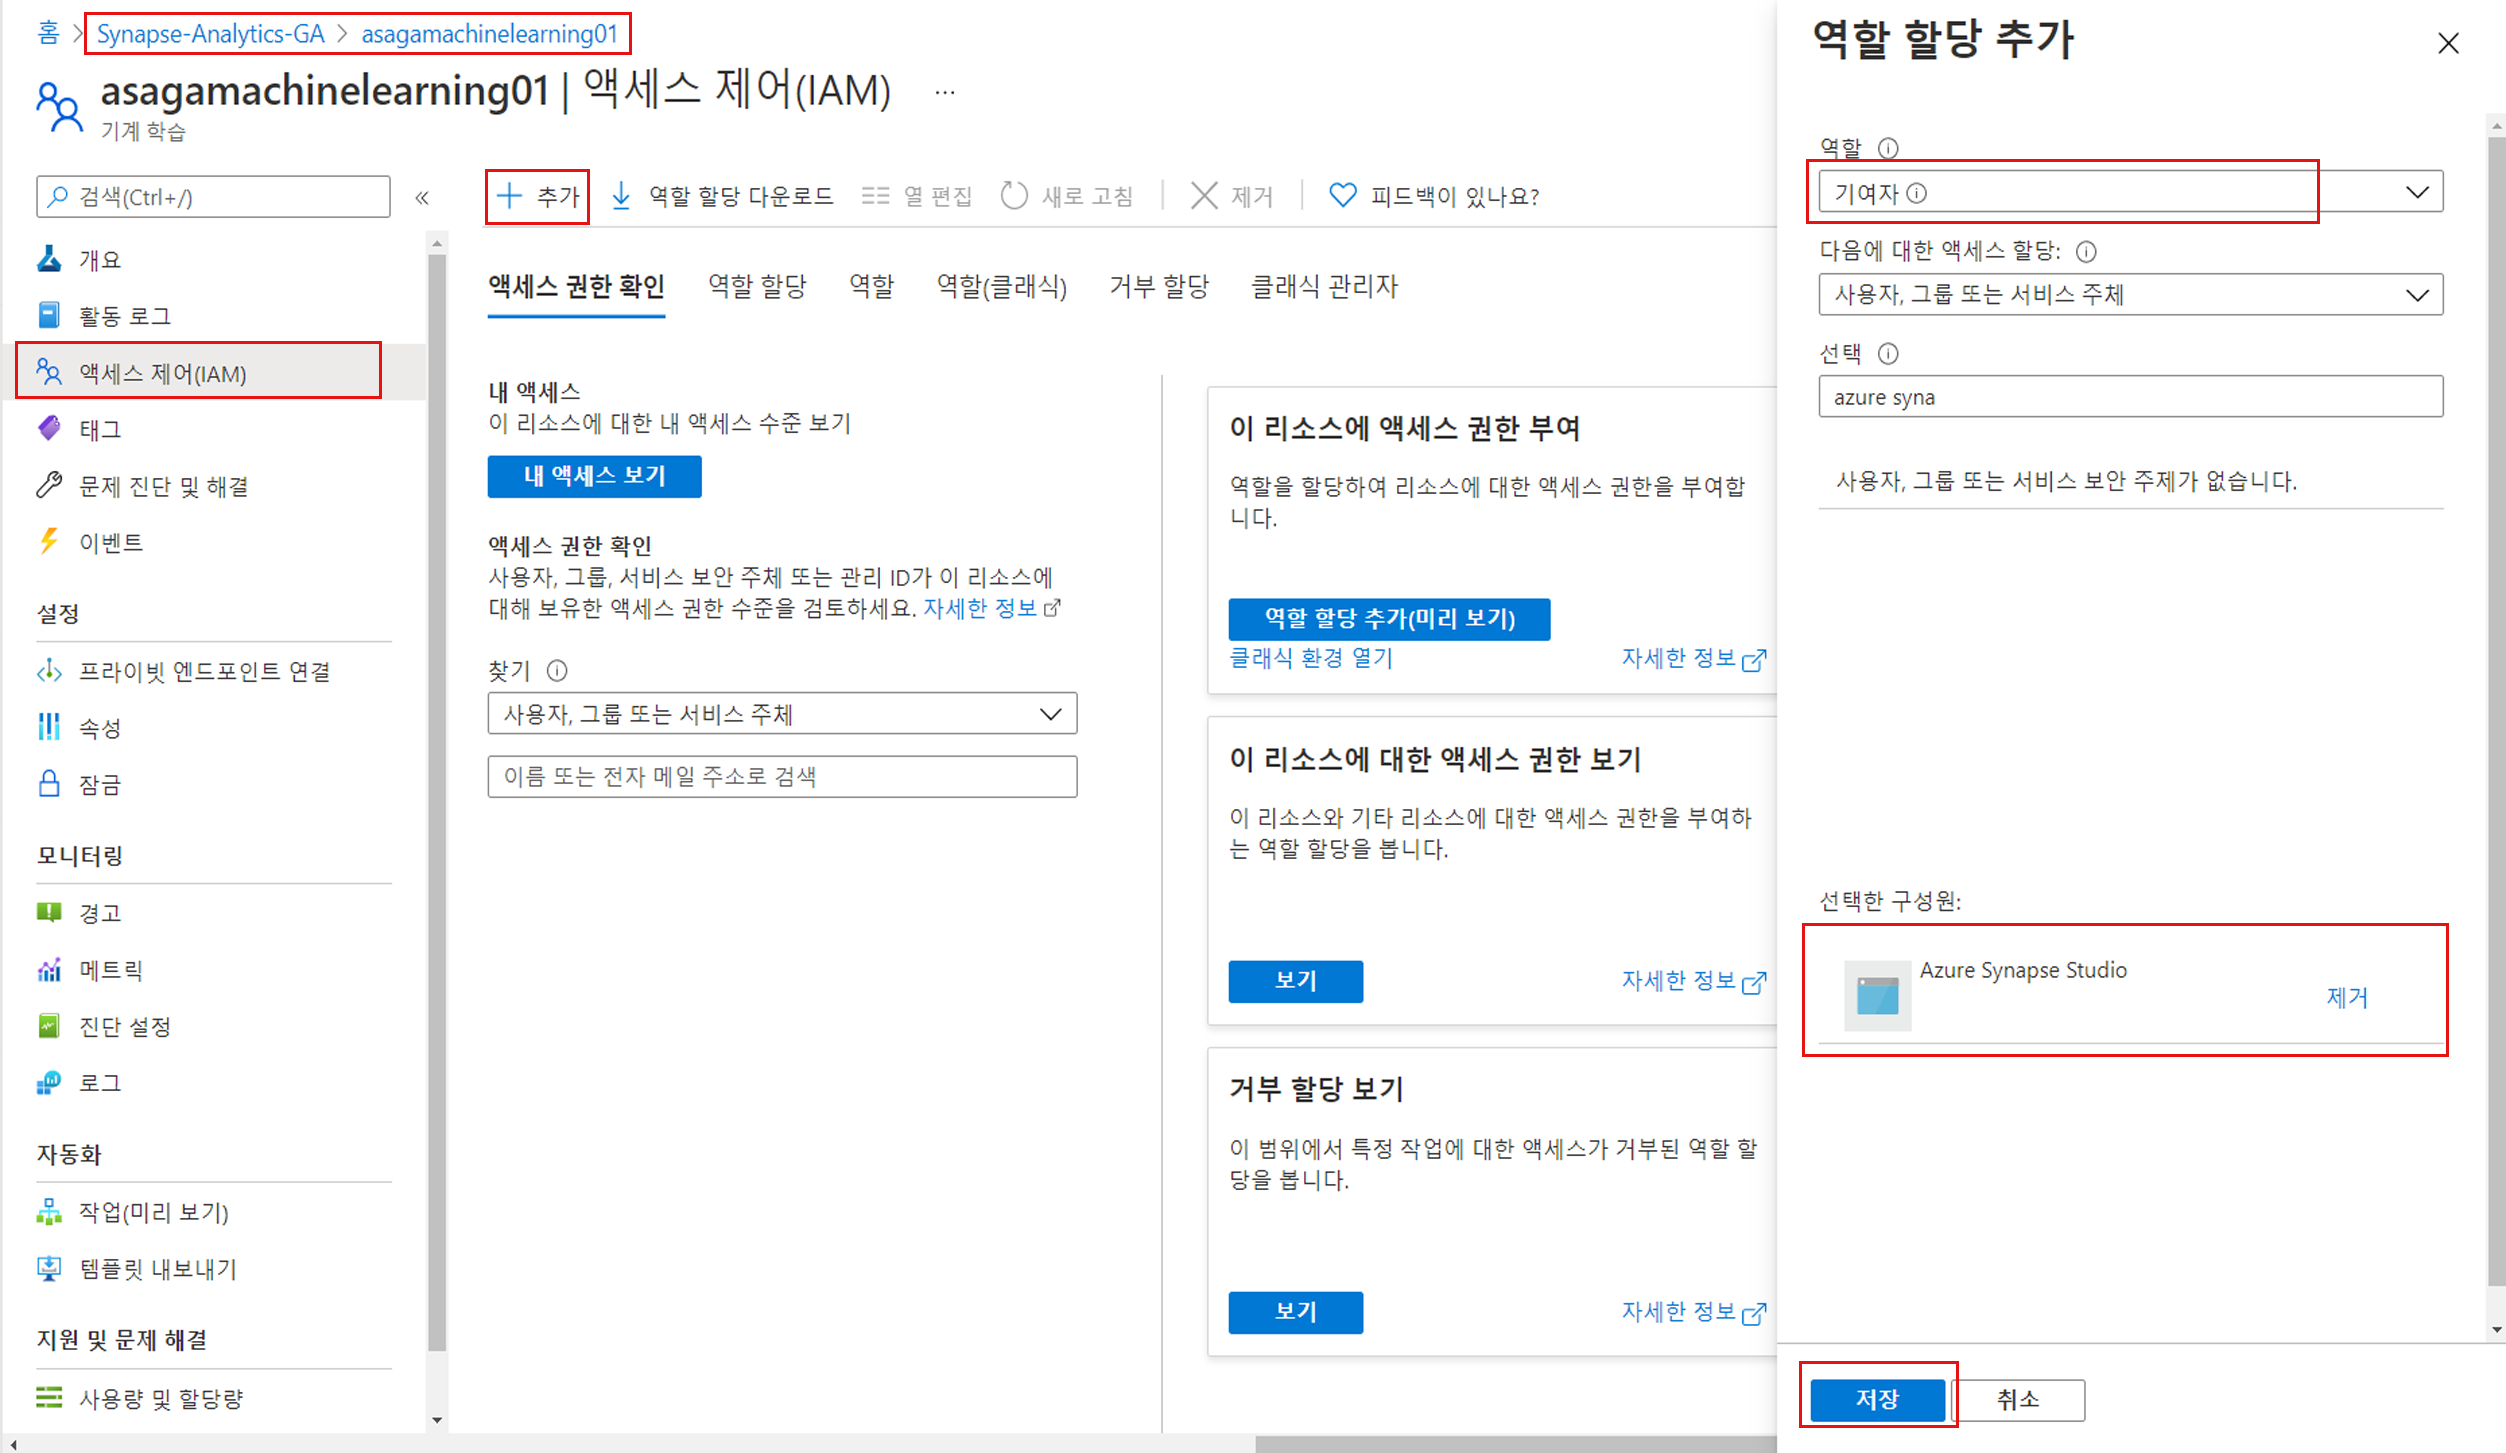 홈 > Synapse-Analytics-GA > asagamachinelearning01
asagamachinelearning01 | 액세스 제어(IAM) ...
기계 학습
검색(Ctrl+/)
«
개요
활동 로그
액세스 제어(IAM)
태그
문제 진단 및 해결
이벤트
설정
프라이빗 엔드포인트 연결
속성
잠금
모니터링
경고
메트릭
진단 설정
로그
자동화
작업(미리 보기)
템플릿 내보내기
지원 및 문제 해결
사용량 및 할당량
추가 역할 할당 다운로드 열 편집 새로 고침 제거 피드백이 있나요?
액세스 권한 확인 역할 할당 역할 역할(클래식) 거부 할당 클래식 관리자
내 액세스
이 리소스에 대한 내 액세스 수준 보기
내 액세스 보기
액세스 권한 확인
사용자, 그룹, 서비스 보안 주체 또는 관리 ID가 이 리소스에
대해 보유한 액세스 권한 수준을 검토하세요. 자세한 정보
찾기
사용자, 그룹 또는 서비스 주체
이름 또는 전자 메일 주소로 검색
이 리소스에 액세스 권한 부여
역할을 할당하여 리소스에 대한 액세스 권한을 부여합
니다.
역할 할당 추가(미리 보기)
클래식 환경 열기 자세한 정보
이 리소스에 대한 액세스 권한 보기
이 리소스와 기타 리소스에 대한 액세스 권한을 부여하
는 역할 할당을 봅니다.
보기 자세한 정보
거부 할당 보기
이 범위에서 특정 작업에 대한 액세스가 거부된 역할 할
당을 봅니다.
보기 자세한 정보
역할 할당 추가
역할
기여자
다음에 대한 액세스 할당:
사용자, 그룹 또는 서비스 주체
선택
azure syna
사용자, 그룹 또는 서비스 보안 주제가 없습니다.
선택한 구성원:
Azure Synapse Studio
제거
저장 취소